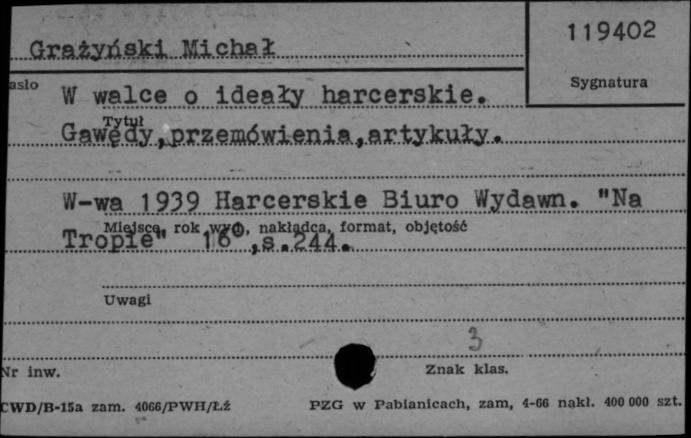 Grażyński Michał
119402
Sygnatura
asło
W walce o ideały harcerskie.
Tytuł
Gawędy,przemówienia,artykuły.
W-wa 1939 Harcerskie Biuro Wydawn. "Na
Miejsce, rok wyd., nakładca, format, objętość
Tropie" 16°,s.244.
Uwagi
3
Nr inw.
Znak klas.
CWD/B-15a zam. 4066/PWH/Łż
PZG w Pabianicach, zam, 4-66 nakł. 400 000 szt.